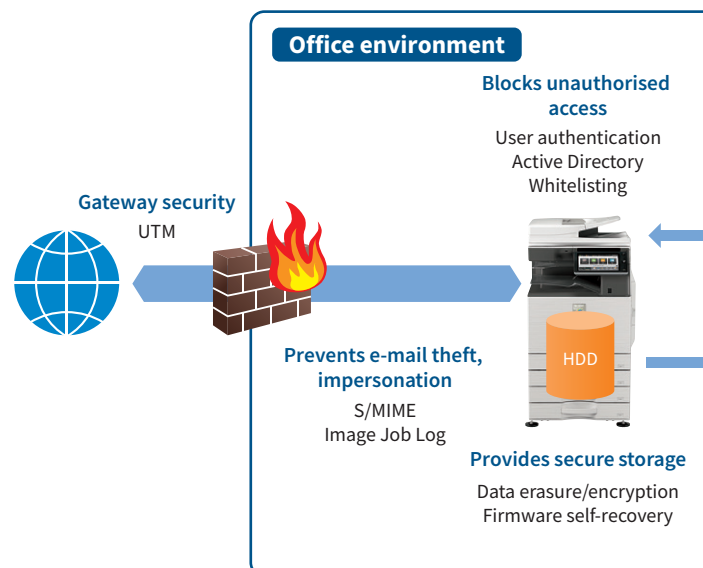 Office environment
Blocks unauthorised
access
User authentication
Active Directory
Whitelisting
Gateway security
UTM
HDD
Prevents e-mail theft,
impersonation
S/MIME
Image Job Log
Provides secure storage
Data erasure/encryption
Firmware self-recovery